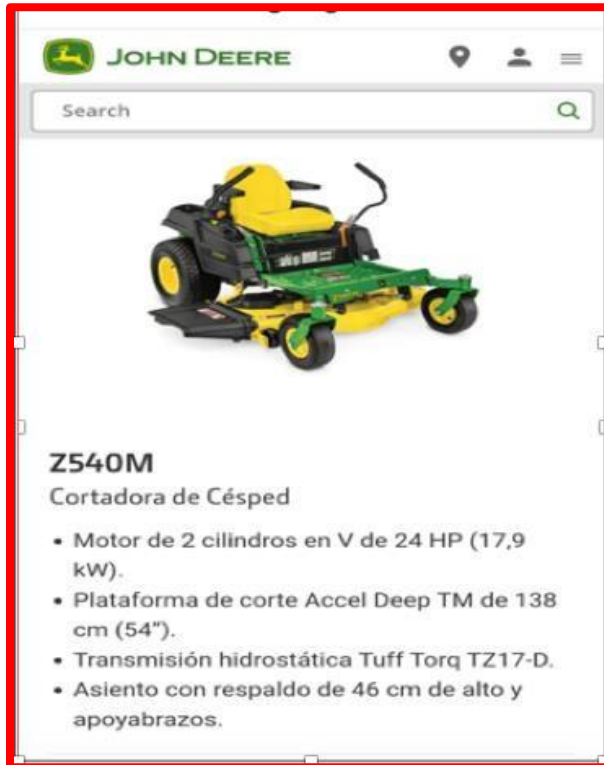 JOHN DEERE
Search
Z540M
Cortadora de Césped
• Motor de 2 cilindros en V de 24 HP (17,9
kW).
• Plataforma de corte Accel Deep TM de 138
cm (54").
• Transmisión hidrostática Tuff Torq TZ17-D.
• Asiento con respaldo de 46 cm de alto y
apoyabrazos.